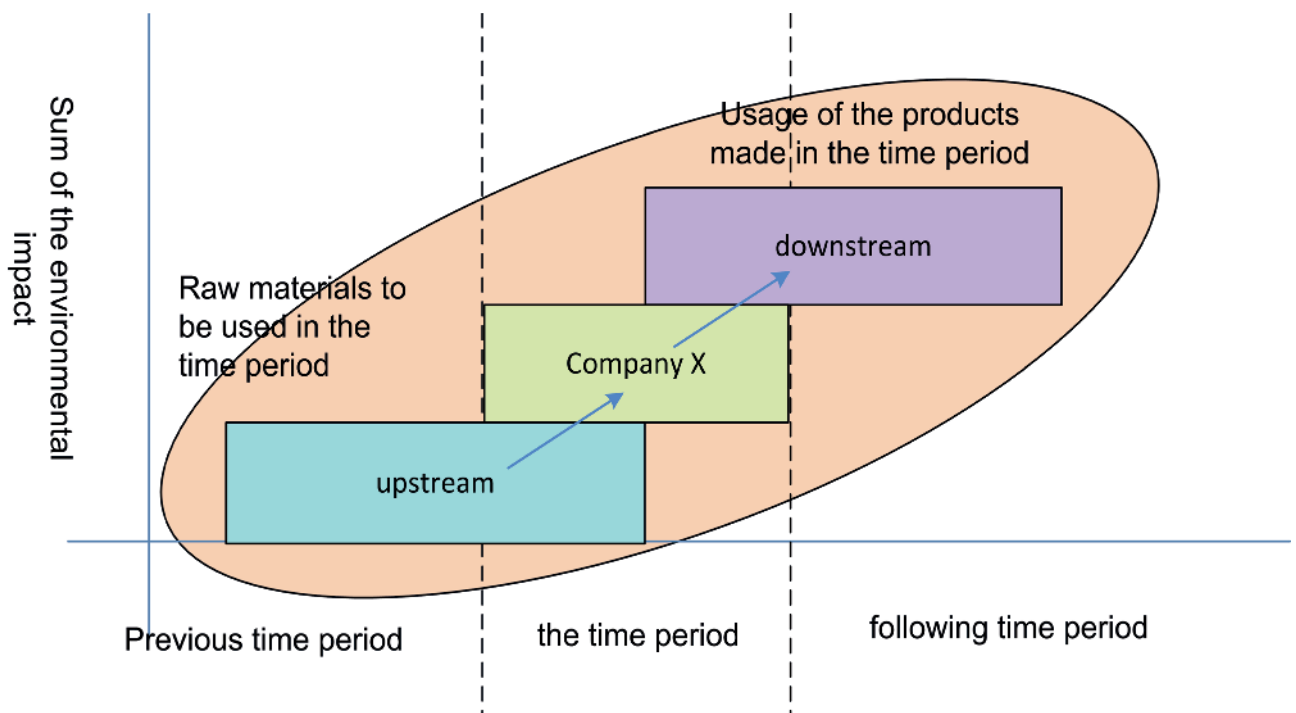 Sum of the environmental
impact
Usage of the products
made in the time period
downstream
Raw materials to
be used in the
time period
Company X
upstream
Previous time period
the time period
following time period